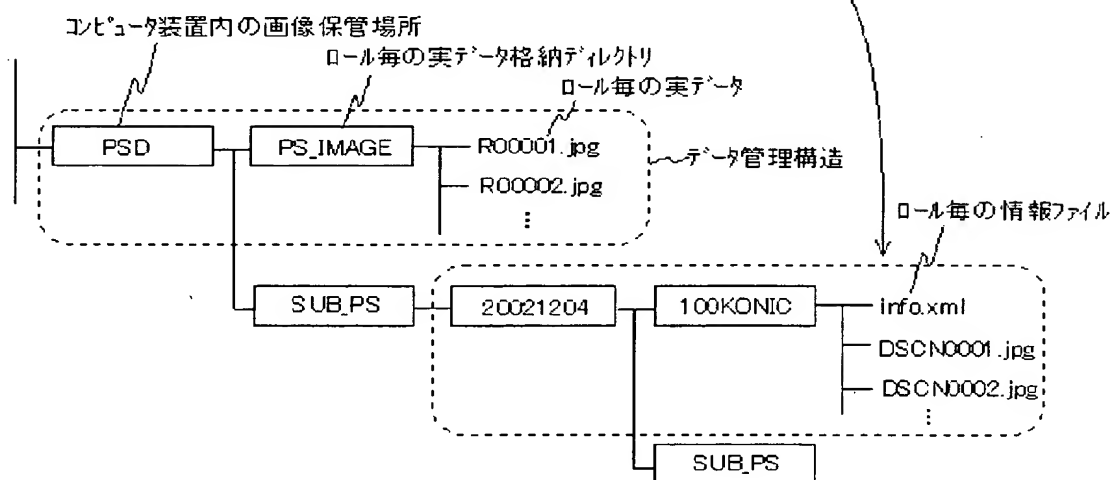 コンピュータ装置内の画像保管場所
ロール毎の実データ格納ディレクトリ
ロール毎の実データ
PSD
PS_IMAGE
R00001.jpg
データ管理構造
R00002.jpg
⋮
ロール毎の情報ファイル
SUB_PS
20021204
100KONIC
info.xml
DSCN0001.jpg
DSCN0002.jpg
⋮
SUB_PS